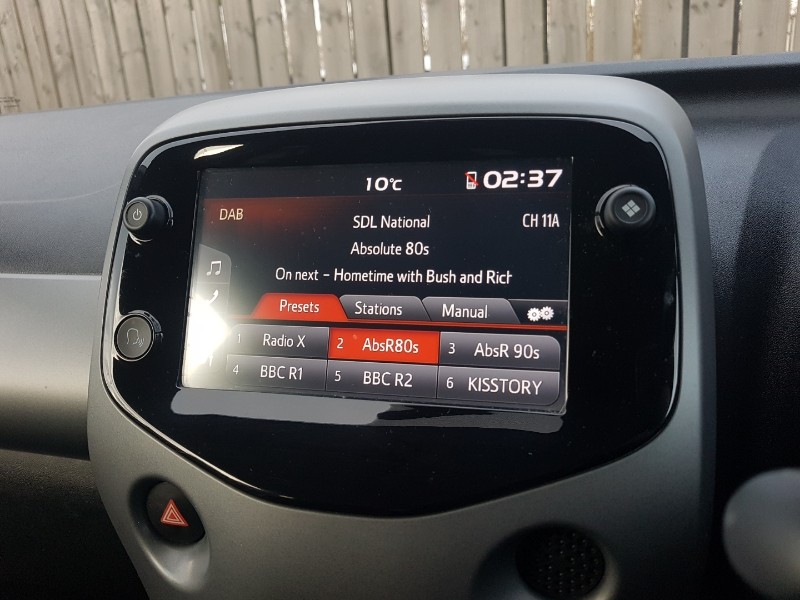 10°C 02:37
DAB SDL National CH 11A
Absolute 80s
On next - Hometime with Bush and Rich
Presets Stations Manual
1 Radio X 2 AbsR80s 3 AbsR 90s
4 BBC R1 5 BBC R2 6 KISSTORY